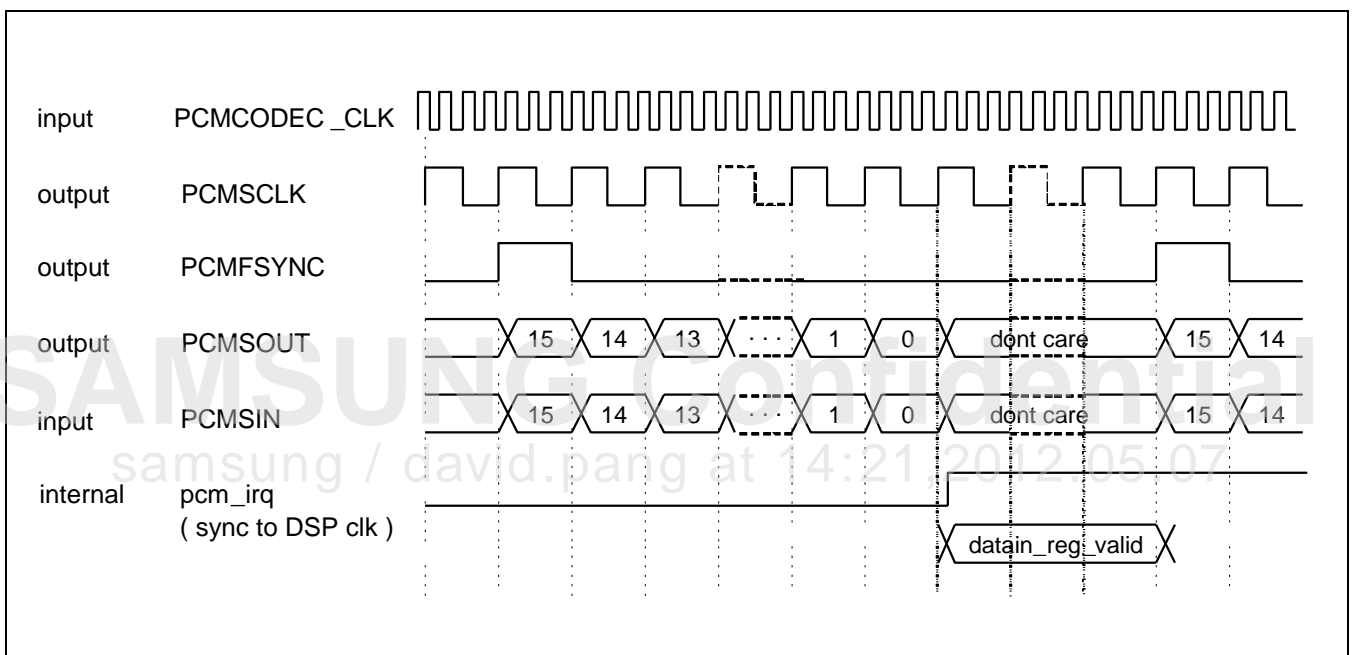 input PCMCODEC _CLK
output PCMSCLK
output PCMFSYNC
output PCMSOUT 15 14 13 · · · 1 0 dont care 15 14
SAMSUNG Confidential
input PCMSIN 15 14 13 · · · 1 0 dont care 15 14
samsung / david.pang at 14:21,2012.05.07
internal pcm_irq
( sync to DSP clk )
datain_reg_valid